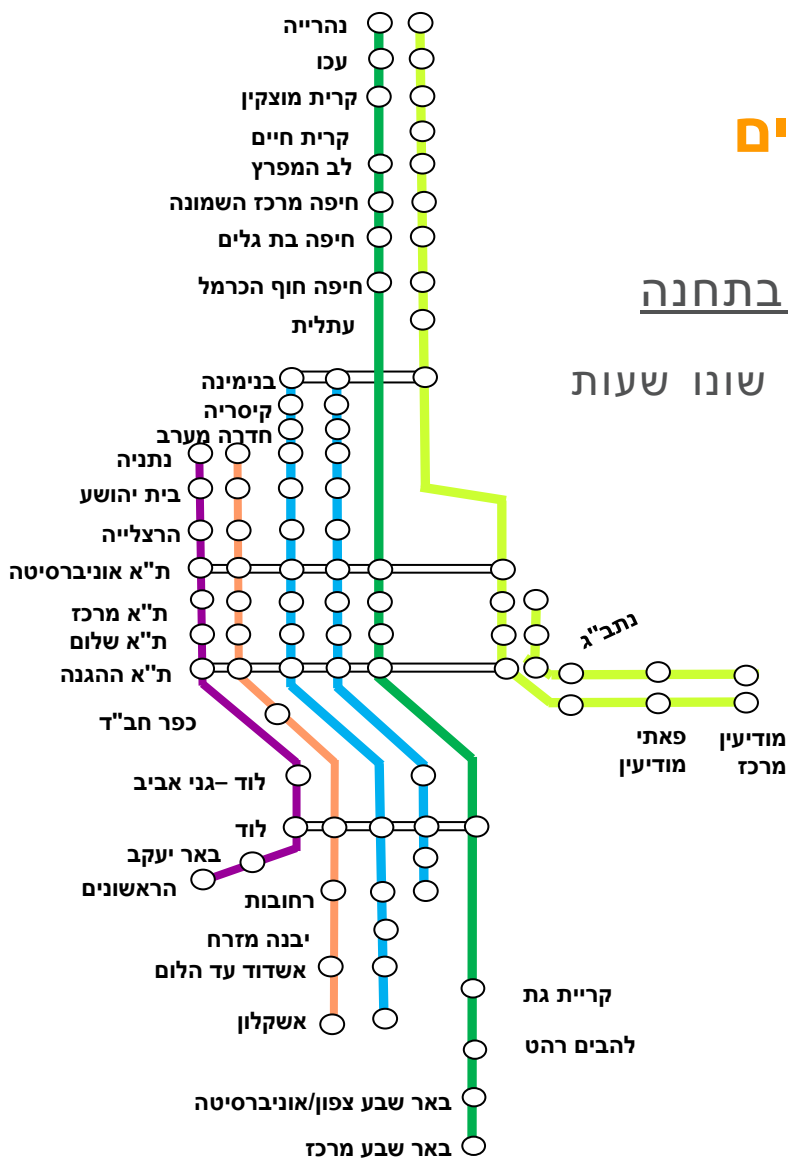 נהרייה
עכו
קרית מוצקין
קרית חיים
לב המפרץ
חיפה מרכז השמונה
חיפה בת גלים
חיפה חוף הכרמל
עתלית
בנימינה
קיסריה
חדרה מערב
נתניה
בית יהושע
הרצלייה
ת"א אוניברסיטה
ת"א מרכז
ת"א שלום
ת"א ההגנה
כפר חב"ד
לוד –גני אביב
לוד
באר יעקב
הראשונים
רחובות
יבנה מזרח
אשדוד עד הלום
אשקלון
קריית גת
להבים רהט
באר שבע צפון/אוניברסיטה
באר שבע מרכז
נתב"ג
פאתי
מודיעין
מודיעין
מרכז
ים
בתחנה
שונו שעות